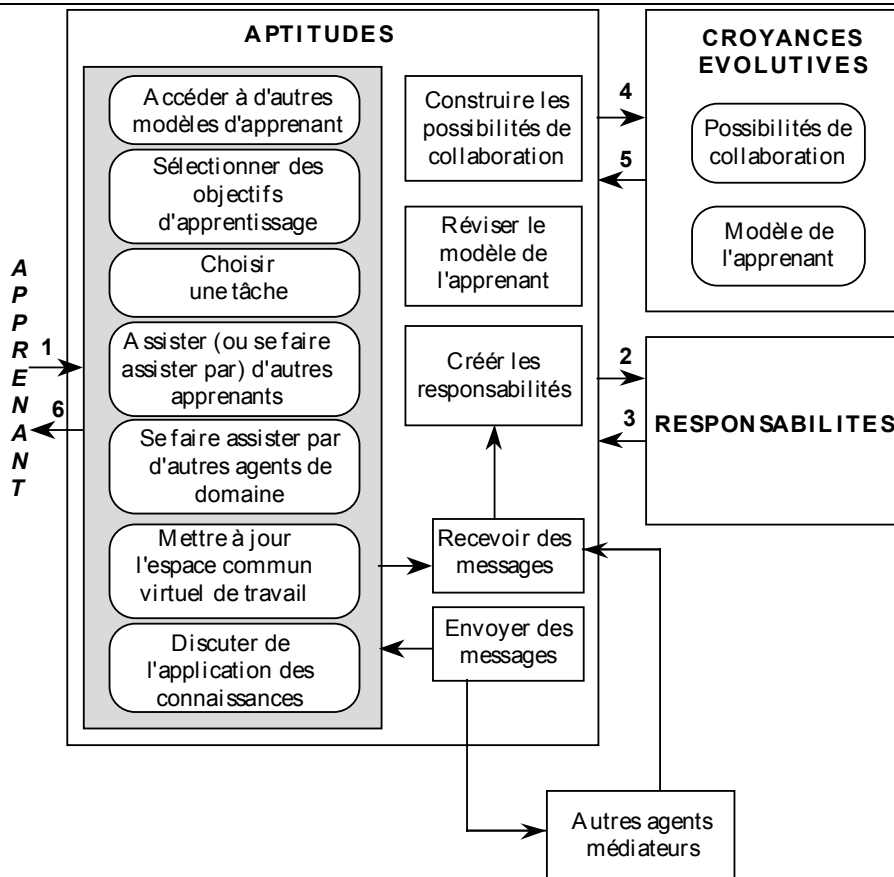 APTITUDES
Accéder à d'autres
modèles d'apprenant
Sélectionner des
objectifs
d'apprentissage
Choisir
une tâche
Assister (ou se faire
assister par) d'autres
apprenants
Se faire assister par
d'autres agents de
domaine
Mettre à jour
l'espace commun
virtuel de travail
Discuter de
l'application des
connaissances
APPRENANT
1
6
Construire les
possibilités de
collaboration
Réviser le
modèle de
l'apprenant
Créér les
responsabilités
Recevoir des
messages
Envoyer des
messages
4
5
2
3
CROYANCES
EVOLUTIVES
Possibilités de
collaboration
Modèle de
l'apprenant
RESPONSABILITES
Autres agents
médiateurs